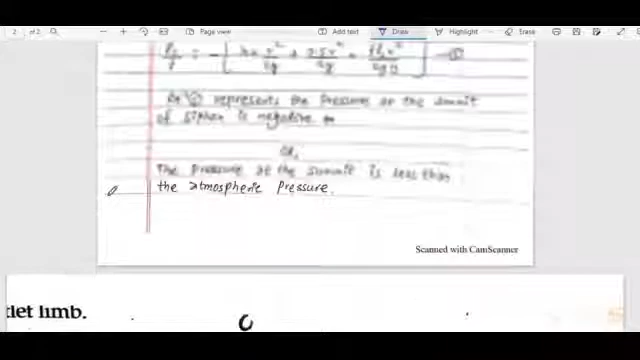 2 of 2 Page view Add text Draw Highlight Erase
represents the Pressure at the summit
of siphon is negative
OR,
The pressure at the summit is less than
the atmospheric Pressure.
Scanned with CamScanner
tlet limb.